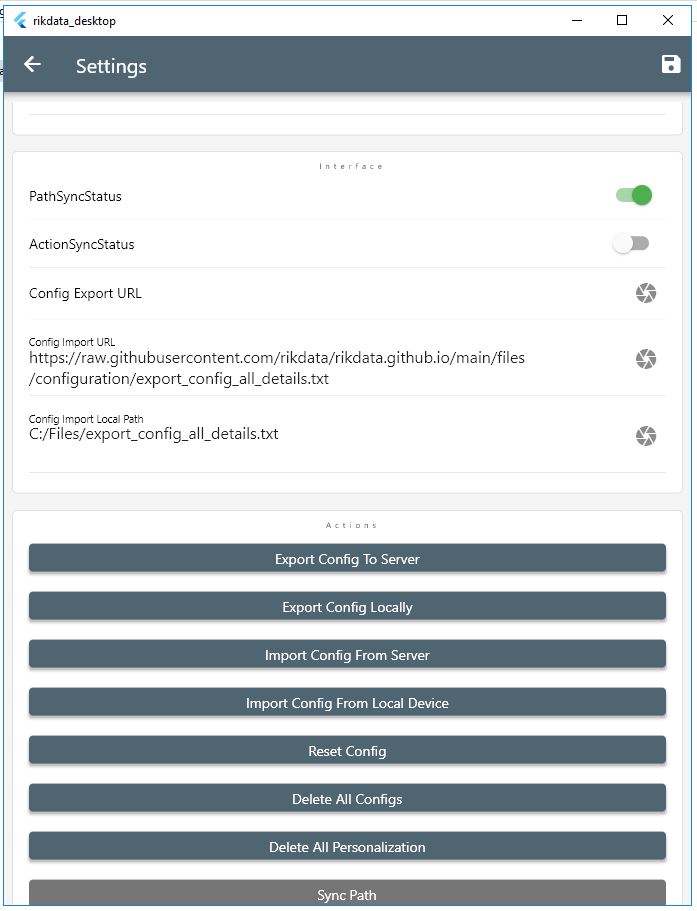 rikdata_desktop
Settings
Interface
PathSyncStatus
ActionSyncStatus
Config Export URL
Config Import URL
https://raw.githubusercontent.com/rikdata/rikdata.github.io/main/files
/configuration/export_config_all_details.txt
Config Import Local Path
C:/Files/export_config_all_details.txt
Actions
Export Config To Server
Export Config Locally
Import Config From Server
Import Config From Local Device
Reset Config
Delete All Configs
Delete All Personalization
Sync Path